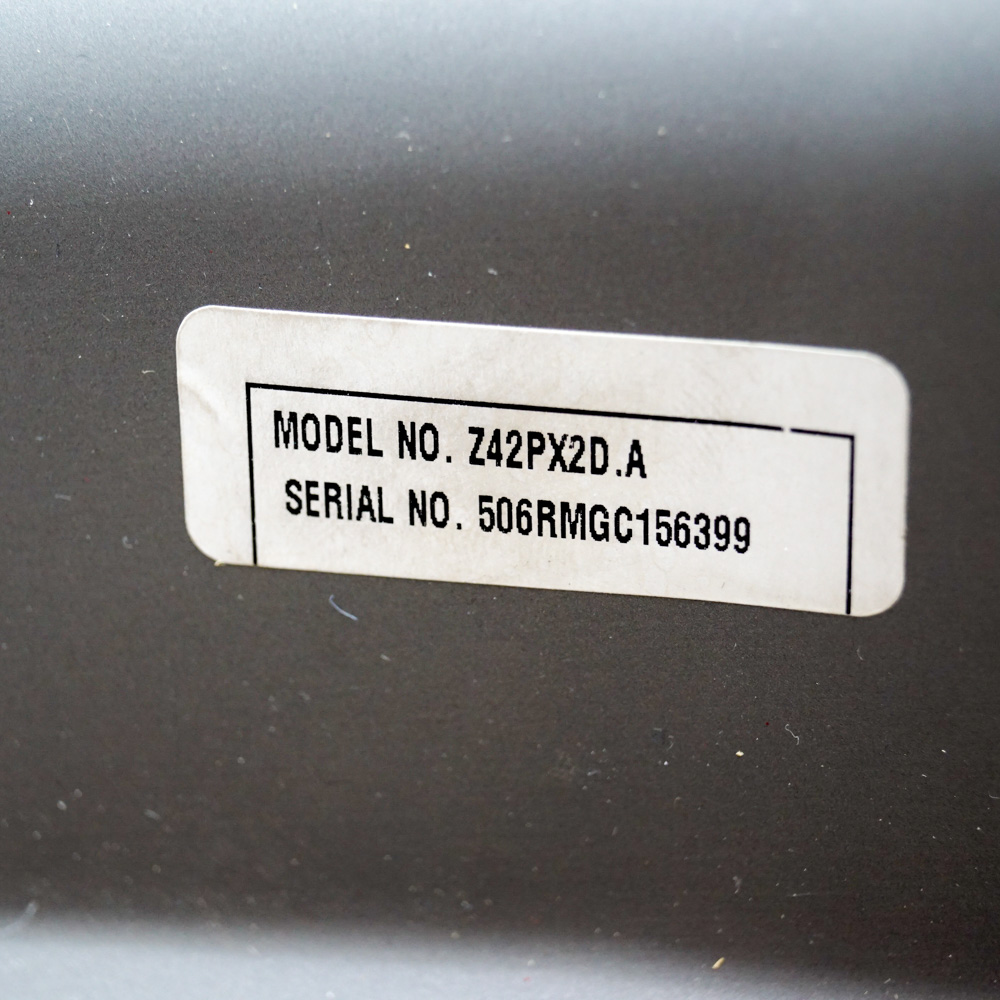 MODEL NO. Z42PX2D.A
SERIAL NO. 506RMGC156399